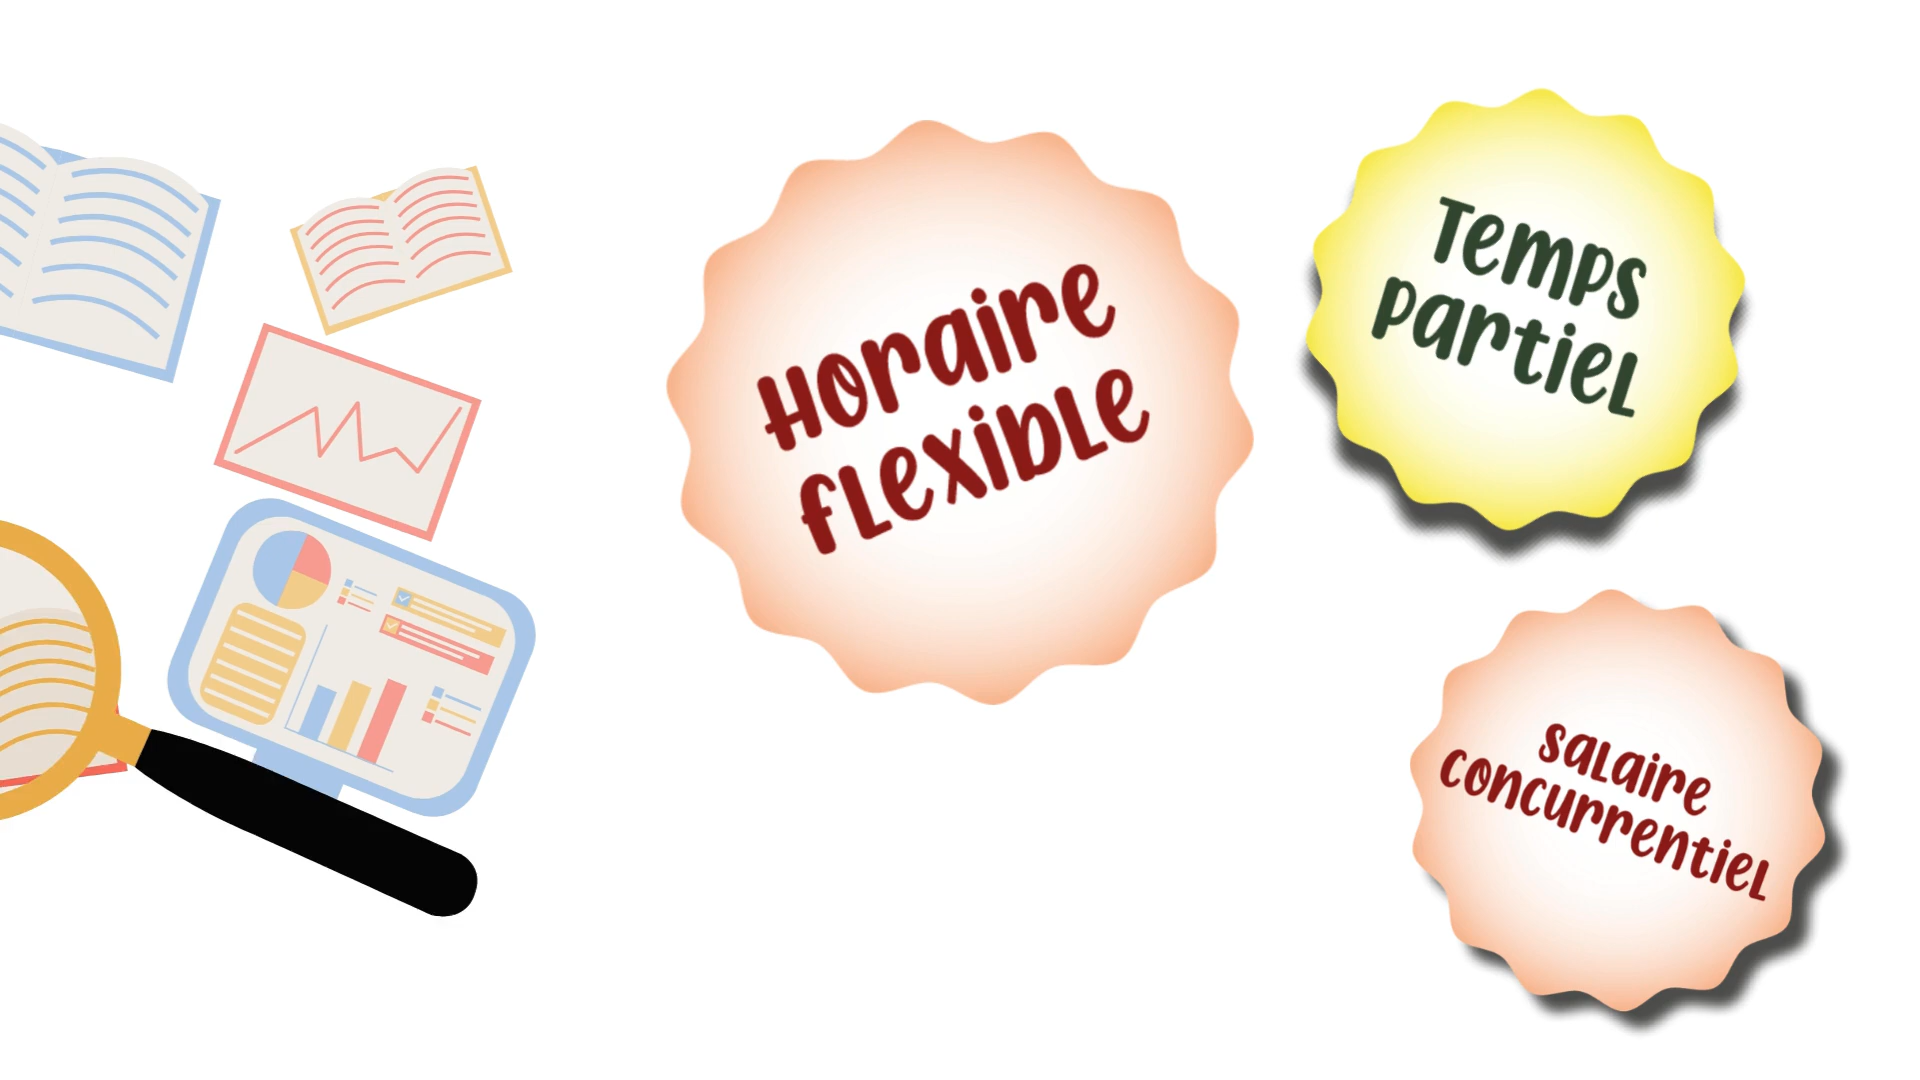 Horaire
flexible
Temps
partiel
salaire
concurrentiel